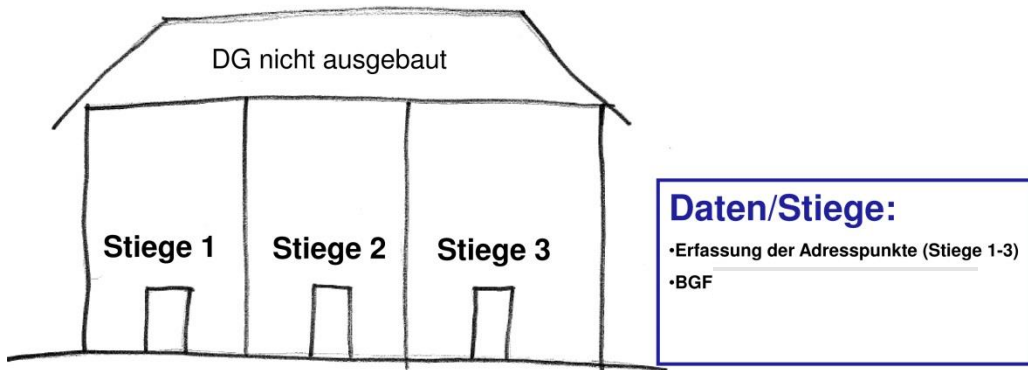 DG nicht ausgebaut
Stiege 1
Stiege 2
Stiege 3
Daten/Stiege:
•Erfassung der Adresspunkte (Stiege 1-3)
•BGF